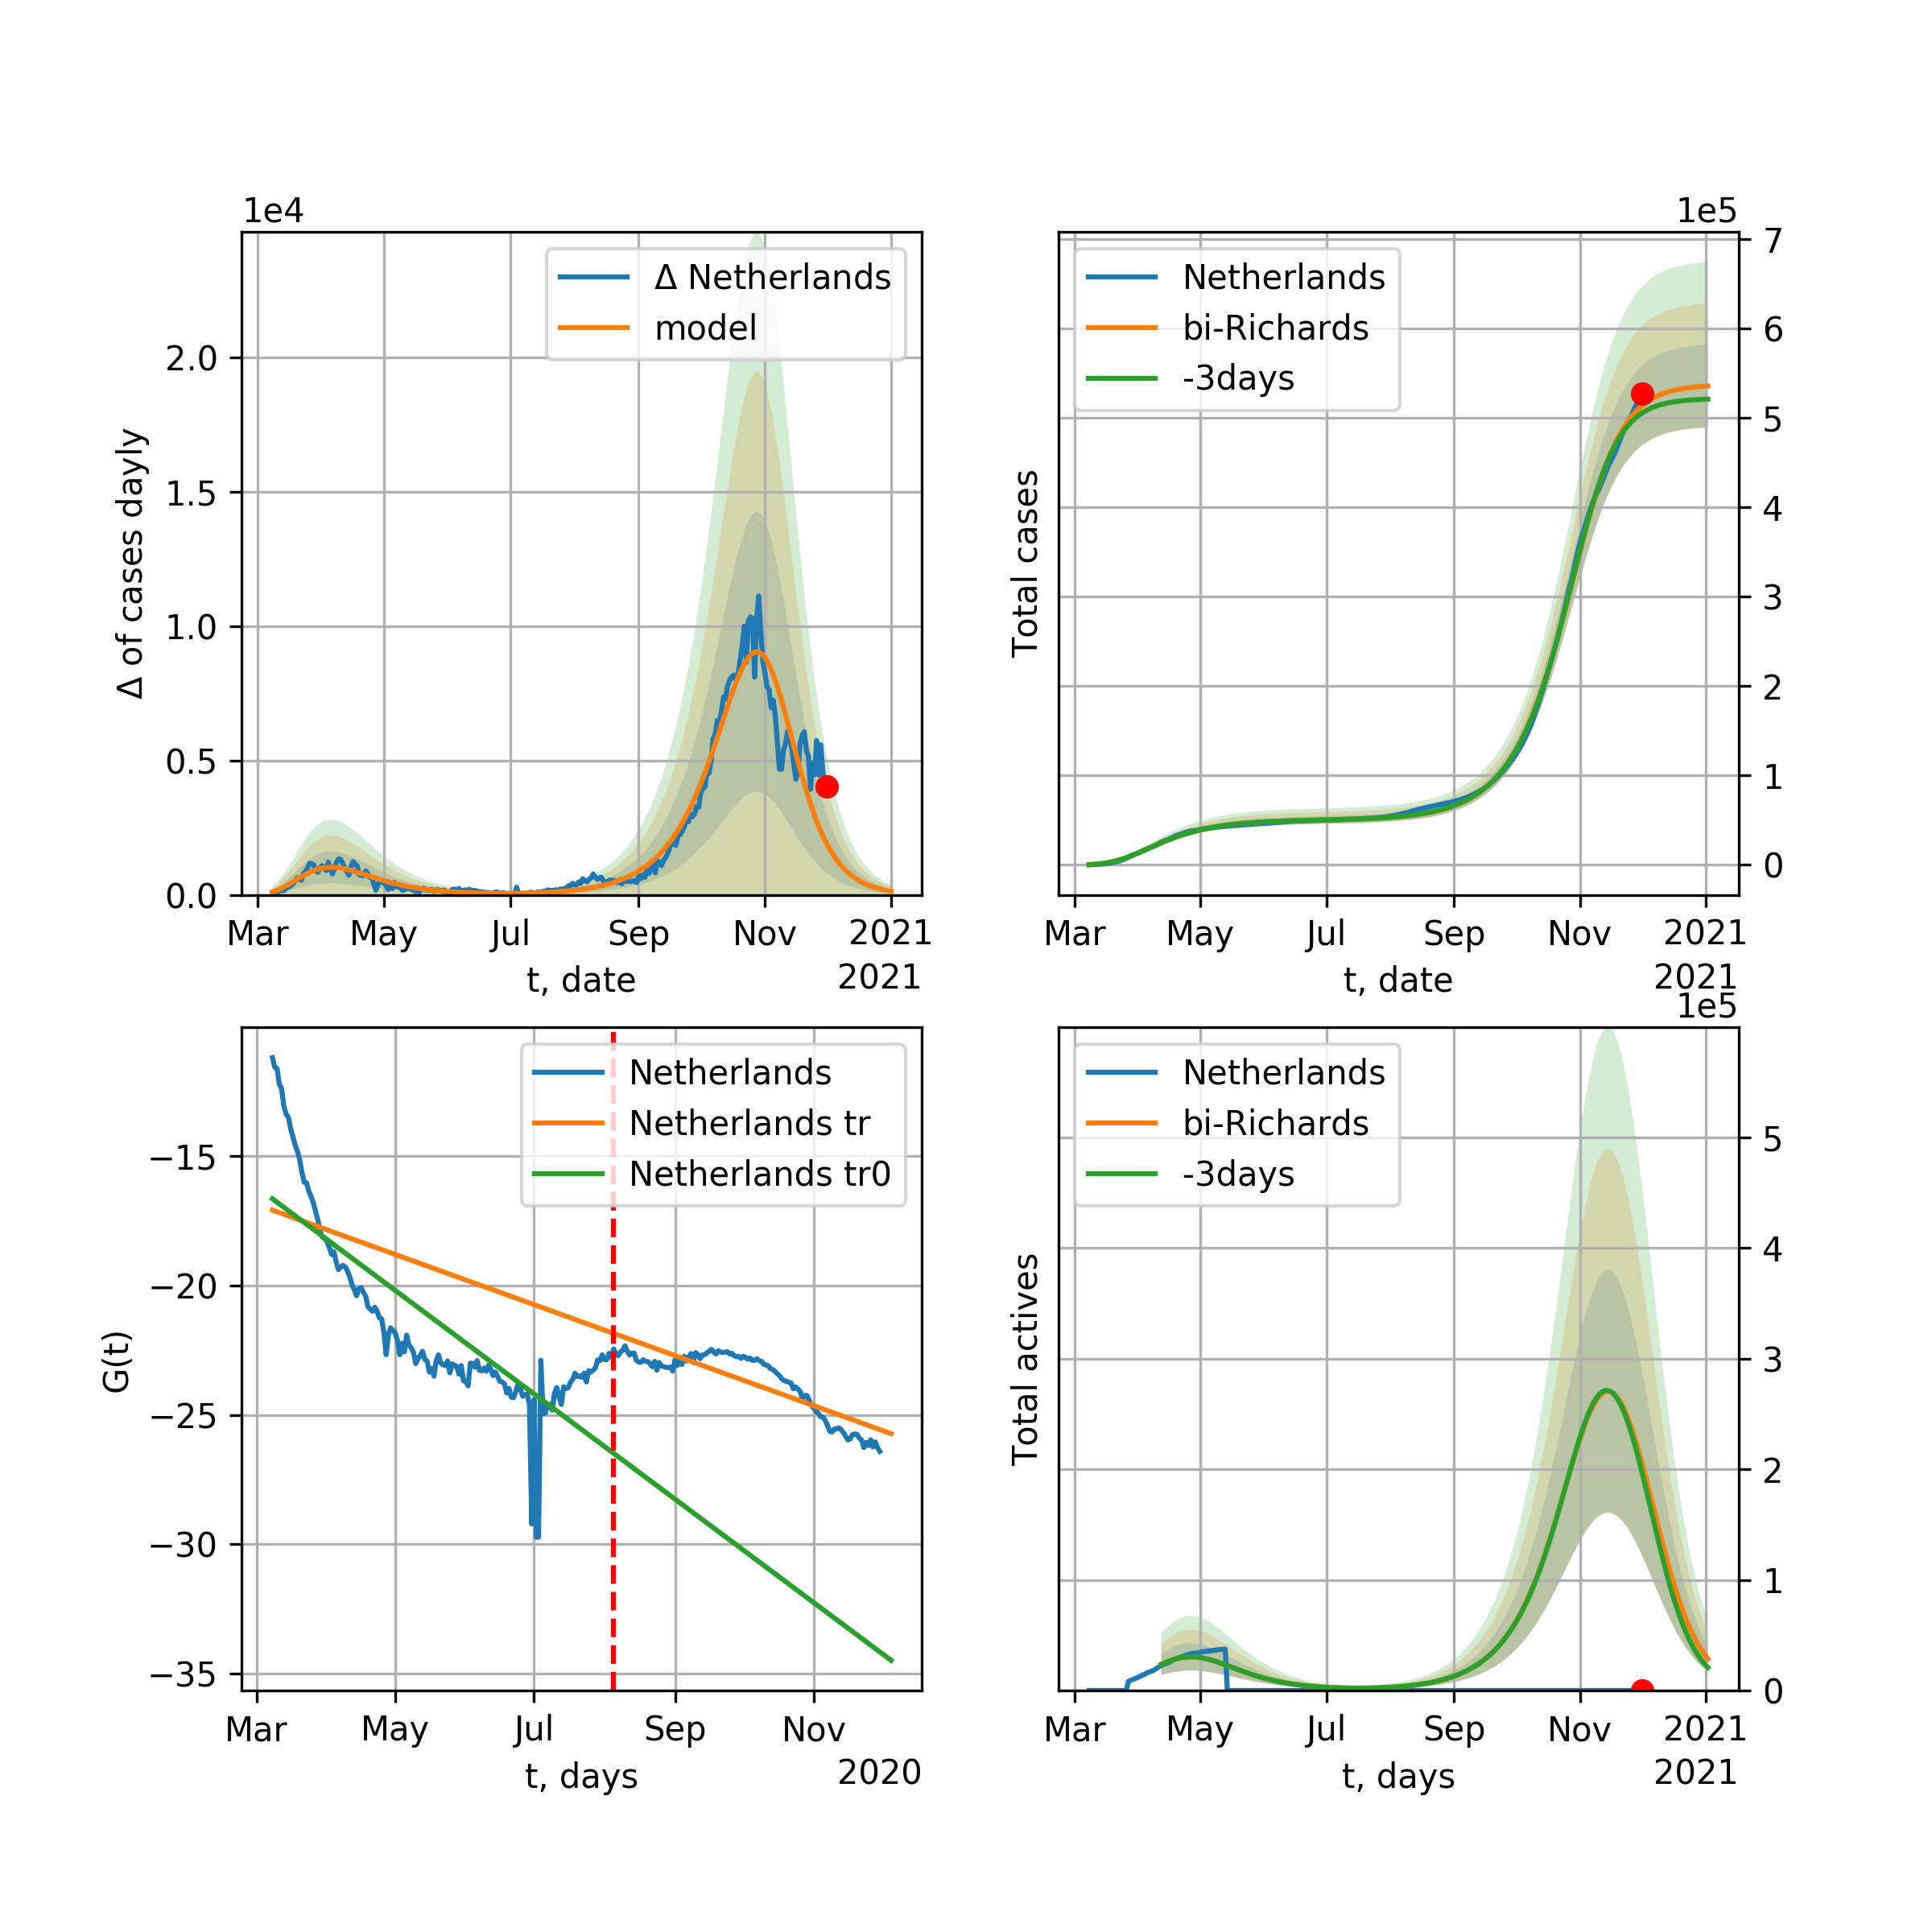 1e4
Δ Netherlands
model
2.0
1.5
1.0
0.5
0.0
Δ of cases dayly
Mar May Jul Sep Nov 2021
t, date
2021
1e5
Netherlands
bi-Richards
-3days
7
6
5
4
3
2
1
0
Total cases
Mar May Jul Sep Nov 2021
t, date
2021
Netherlands
Netherlands tr
Netherlands tr0
−15
−20
−25
−30
−35
G(t)
Mar May Jul Sep Nov
t, days
2020
1e5
Netherlands
bi-Richards
-3days
5
4
3
2
1
0
Total actives
Mar May Jul Sep Nov 2021
t, days
2021